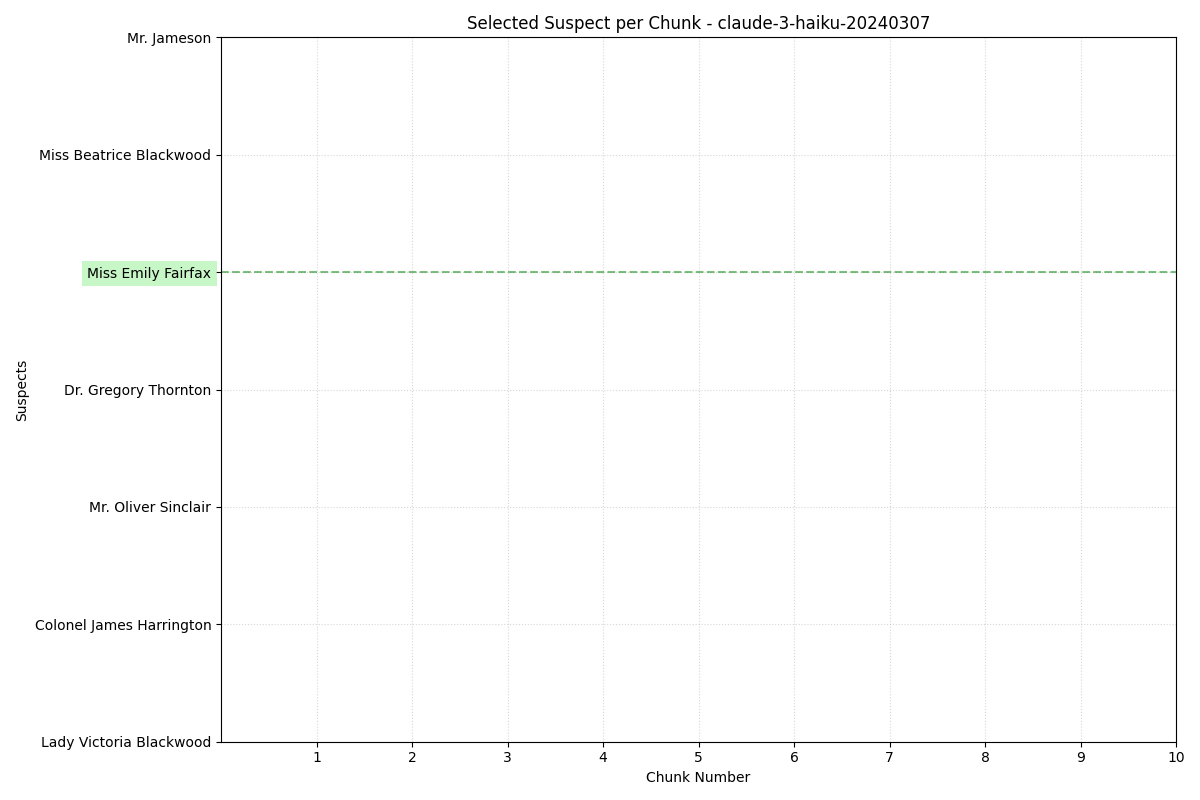 Selected Suspect per Chunk - claude-3-haiku-20240307
Mr. Jameson
Miss Beatrice Blackwood
Miss Emily Fairfax
Dr. Gregory Thornton
Mr. Oliver Sinclair
Colonel James Harrington
Lady Victoria Blackwood
Suspects
1 2 3 4 5 6 7 8 9 10
Chunk Number